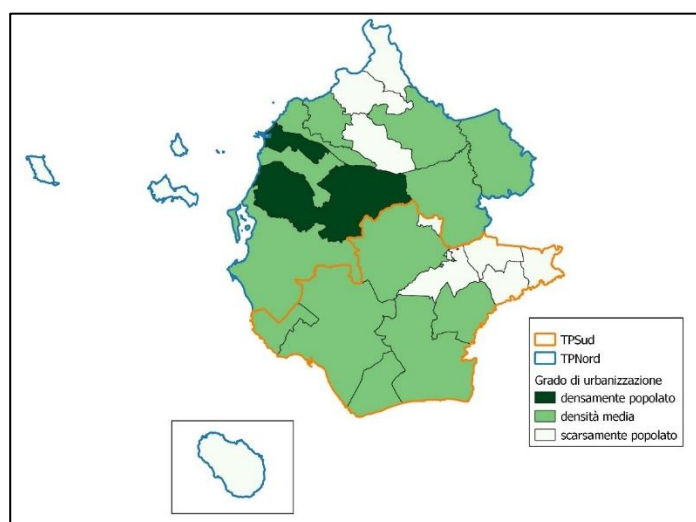 TPSud
TPNord
Grado di urbanizzazione
densamente popolato
densità media
scarsamente popolato